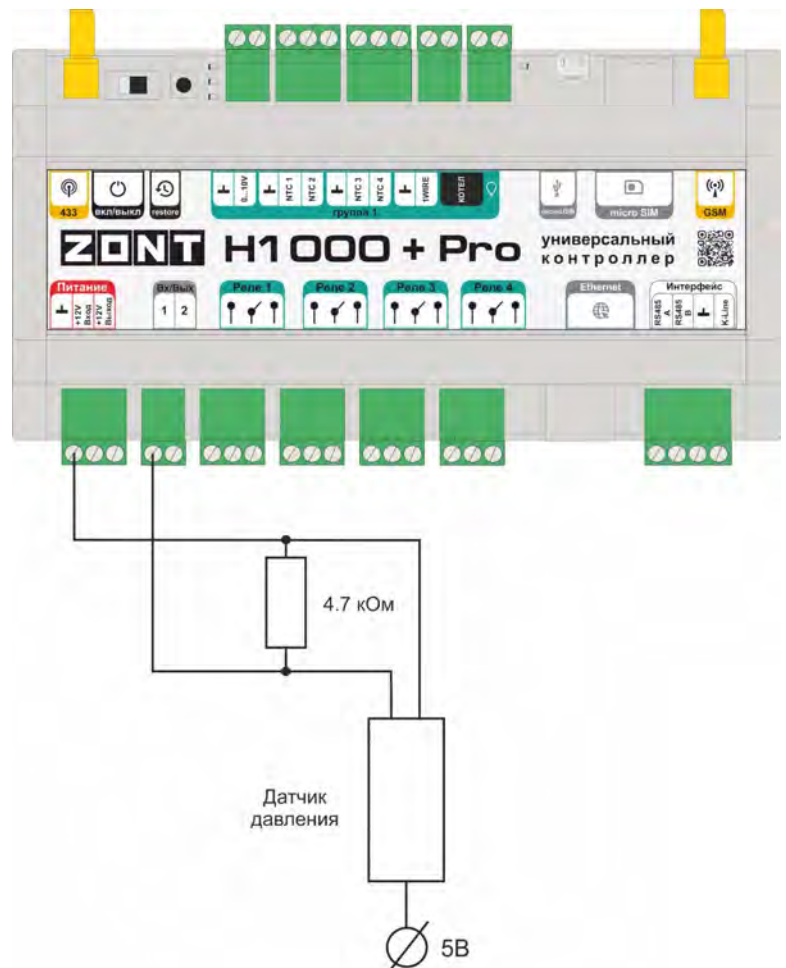 433
ВКЛ/ВЫКЛ
restore
0...10V
NTC 1
NTC 2
NTC 3
NTC 4
1WIRE
КОТЕЛ
группа 1
microUSB
micro SIM
GSM
ZONT H1000 + Pro
универсальный
контроллер
Питание
+12V
Вход
+12V
Выход
Вх/Вых
1 2
Реле 1
Реле 2
Реле 3
Реле 4
Ethernet
Интерфейс
RS485
A
RS485
B
K-Line
4.7 кОм
Датчик
давления
5В